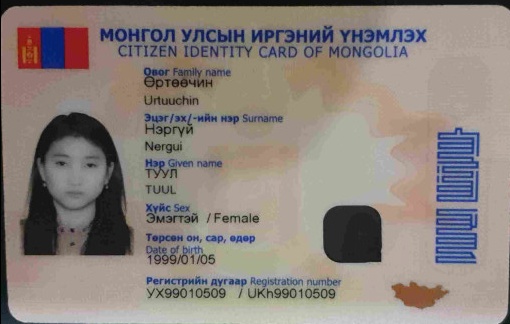 МОНГОЛ УЛСЫН ИРГЭНИЙ ҮНЭМЛЭХ
CITIZEN IDENTITY CARD OF MONGOLIA
Овог Family name
Өртөөчин
Urtuuchin
Эцэг/эх/-ийн нэр Surname
Нэргүй
Nergui
Нэр Given name
ТУУЛ
TUUL
Хүйс Sex
Эмэгтэй / Female
Төрсөн он, сар, өдөр
Date of birth
1999/01/05
Регистрийн дугаар Registration number
УХ99010509 / UKh99010509